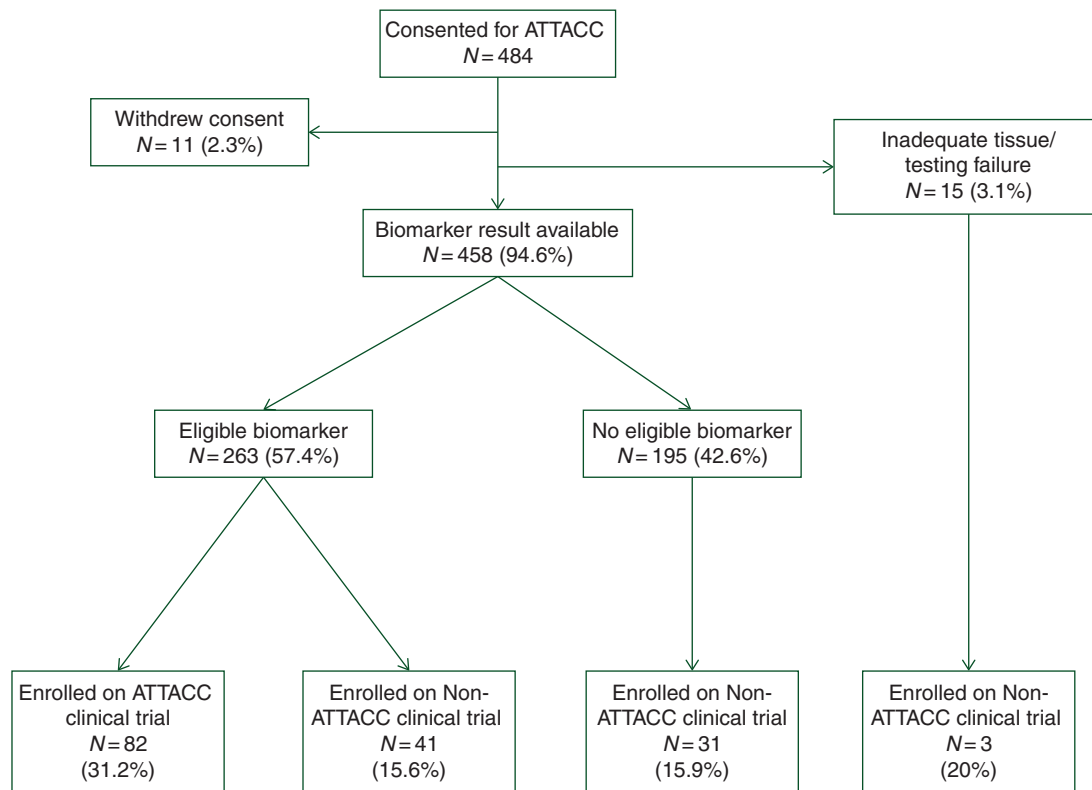 Consented for ATTACC
N = 484
Withdrew consent
N = 11 (2.3%)
Inadequate tissue/
testing failure
N = 15 (3.1%)
Biomarker result available
N = 458 (94.6%)
Eligible biomarker
N = 263 (57.4%)
No eligible biomarker
N = 195 (42.6%)
Enrolled on ATTACC
clinical trial
N = 82
(31.2%)
Enrolled on Non-
ATTACC clinical trial
N = 41
(15.6%)
Enrolled on Non-
ATTACC clinical trial
N = 31
(15.9%)
Enrolled on Non-
ATTACC clinical trial
N = 3
(20%)